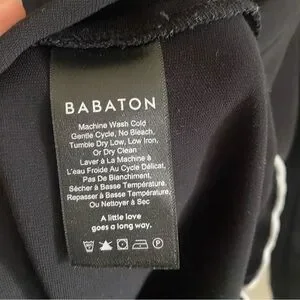 BABATON
Machine Wash Cold
Gentle Cycle, No Bleach,
Tumble Dry Low, Low Iron,
Or Dry Clean
Laver à La Machine à
L'eau Froide Au Cycle Délicat,
Pas De Blanchiment,
Sécher à Basse Température,
Repasser à Basse Température,
Ou Nettoyer à Sec
A little love
goes a long way.